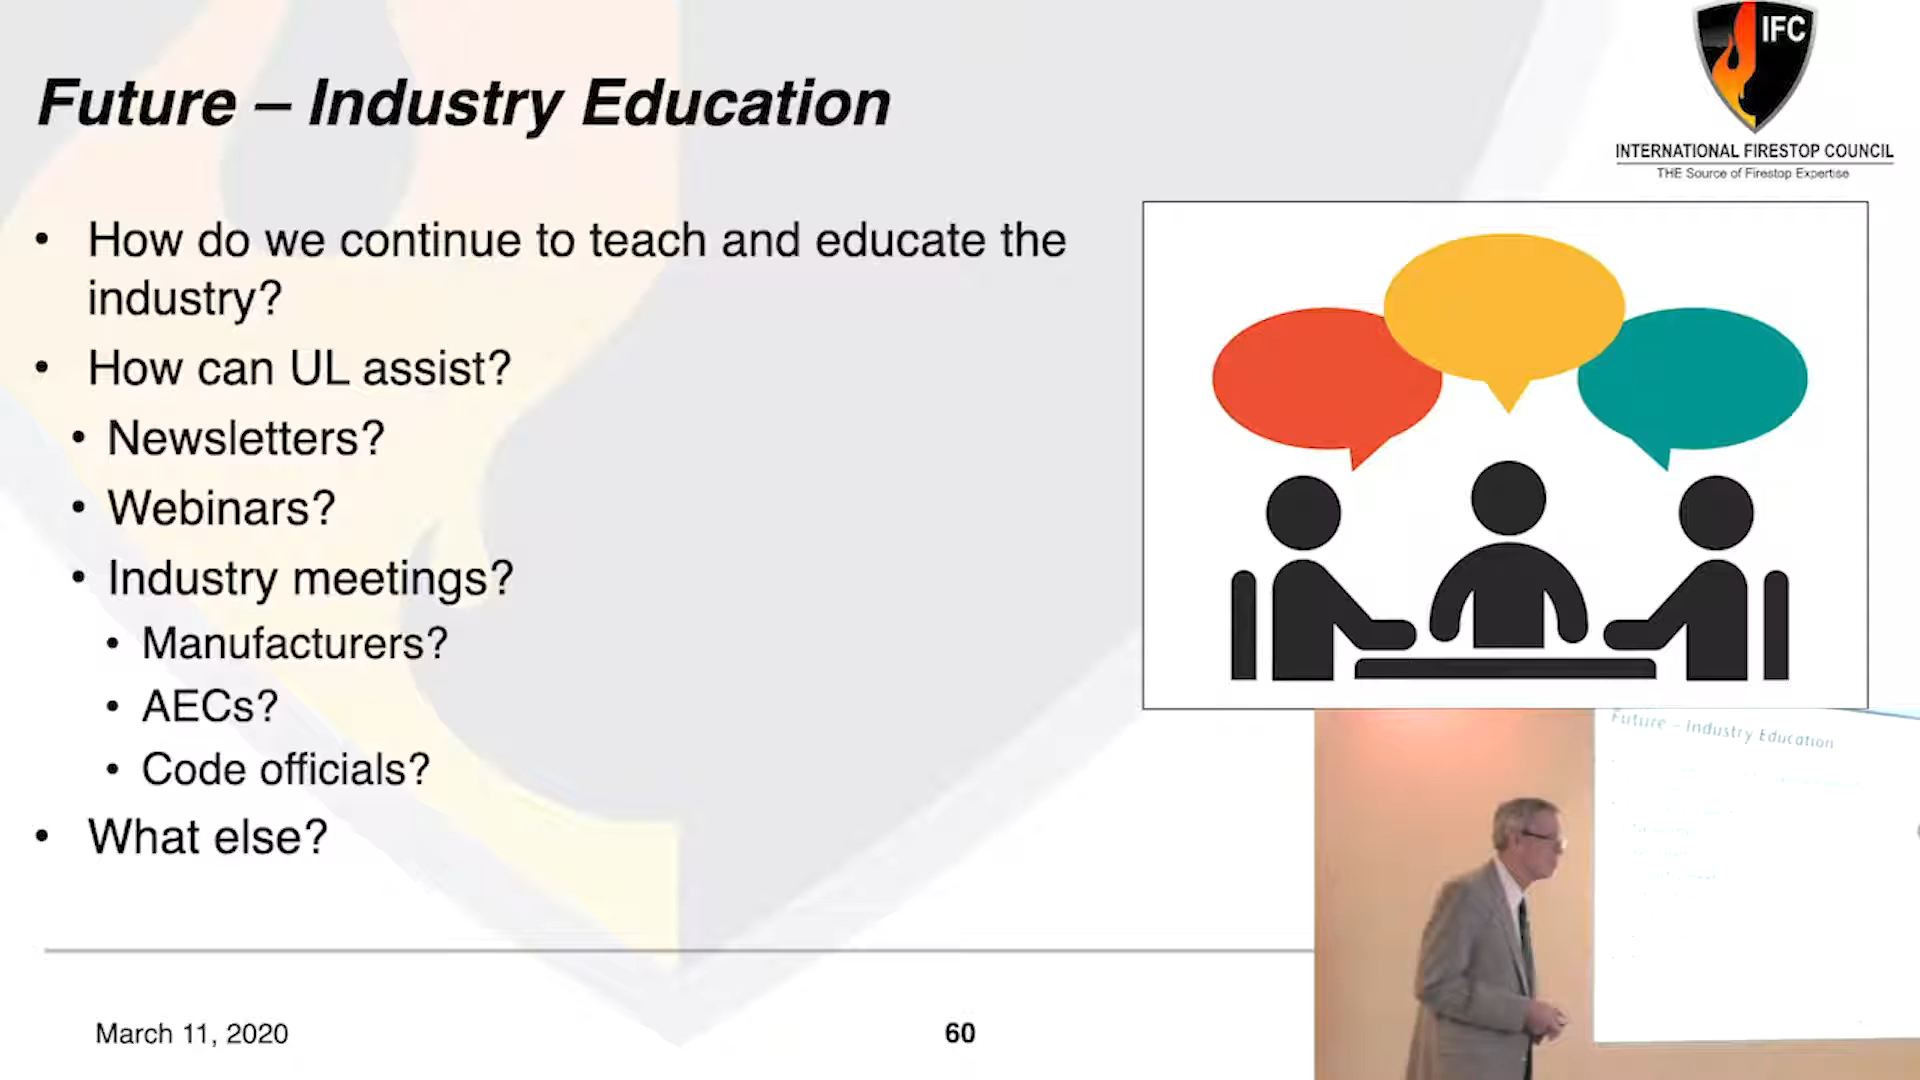 IFC
INTERNATIONAL FIRESTOP COUNCIL
THE Source of Firestop Expertise
Future – Industry Education
• How do we continue to teach and educate the
industry?
• How can UL assist?
• Newsletters?
• Webinars?
• Industry meetings?
• Manufacturers?
• AECs?
• Code officials?
• What else?
Future – Industry Education
March 11, 2020
60